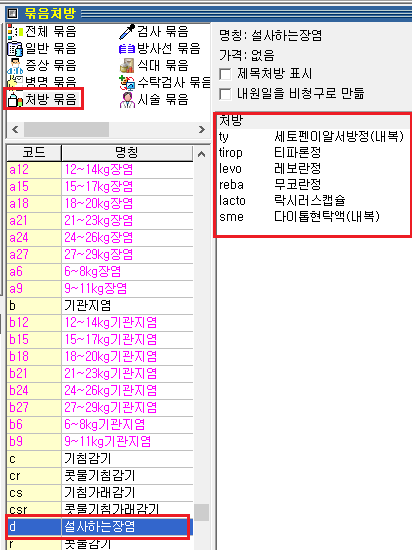 묶음처방
전체 묶음
검사 묶음
일반 묶음
방사선 묶음
증상 묶음
식대 묶음
병명 묶음
수탁검사 묶음
처방 묶음
시술 묶음
코드 명칭
a12 12~14kg장염
a15 15~17kg장염
a18 18~20kg장염
a21 21~23kg장염
a24 24~26kg장염
a27 27~29kg장염
a6 6~8kg장염
a9 9~11kg장염
b 기관지염
b12 12~14kg기관지염
b15 15~17kg기관지염
b18 18~20kg기관지염
b21 21~23kg기관지염
b24 24~26kg기관지염
b27 27~29kg기관지염
b6 6~8kg기관지염
b9 9~11kg기관지염
c 기침감기
cr 콧물기침감기
cs 기침가래감기
csr 콧물기침가래감기
d 설사하는장염
r 콧물감기
명칭: 설사하는장염
가격: 없음
제목처방 표시
내원일을 비청구로 만듦
처방
ty 세토펜이알서방정(내복)
tirop 티파론정
levo 레보란정
reba 무코란정
lacto 락시러스캡슐
sme 다이톱현탁액(내복)